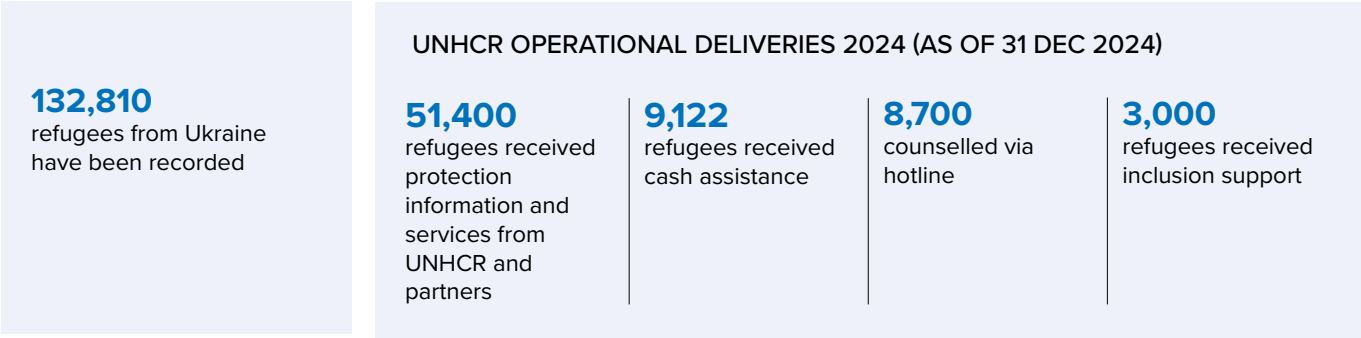 132,810
refugees from Ukraine
have been recorded
UNHCR OPERATIONAL DELIVERIES 2024 (AS OF 31 DEC 2024)
51,400
refugees received
protection
information and
services from
UNHCR and
partners
9,122
refugees received
cash assistance
8,700
counselled via
hotline
3,000
refugees received
inclusion support